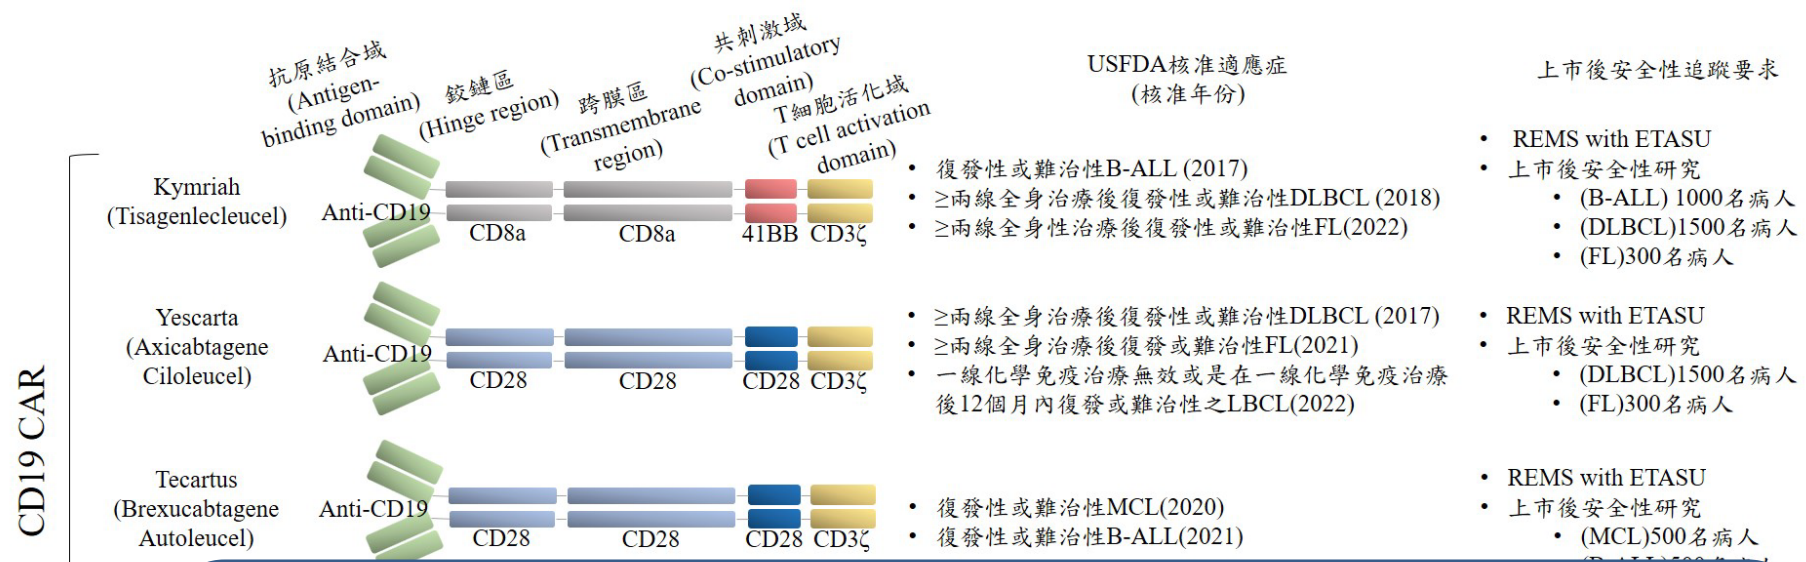 抗原結合域
(Antigen-
binding domain)
鉸鏈區
(Hinge region)
跨膜區
(Transmembrane
region)
共刺激域
(Co-stimulatory
domain)
T細胞活化域
(T cell activation
domain)
USFDA核准適應症
(核准年份)
上市後安全性追蹤要求
CD19 CAR
Kymriah
(Tisagenlecleucel)
Anti-CD19
CD8a
CD8a
41BB
CD3ζ
• 復發性或難治性B-ALL (2017)
• ≥兩線全身治療後復發性或難治性DLBCL (2018)
• ≥兩線全身性治療後復發性或難治性FL(2022)
• REMS with ETASU
• 上市後安全性研究
• (B-ALL) 1000名病人
• (DLBCL)1500名病人
• (FL)300名病人
Yescarta
(Axicabtagene
Ciloleucel)
Anti-CD19
CD28
CD28
CD28
CD3ζ
• ≥兩線全身治療後復發性或難治性DLBCL (2017)
• ≥兩線全身治療後復發或難治性FL(2021)
• 一線化學免疫治療無效或是在一線化學免疫治療
後12個月內復發或難治性之LBCL(2022)
• REMS with ETASU
• 上市後安全性研究
• (DLBCL)1500名病人
• (FL)300名病人
Tecartus
(Brexucabtagene
Autoleucel)
Anti-CD19
CD28
CD28
CD28
CD3ζ
• 復發性或難治性MCL(2020)
• 復發性或難治性B-ALL(2021)
• REMS with ETASU
• 上市後安全性研究
• (MCL)500名病人